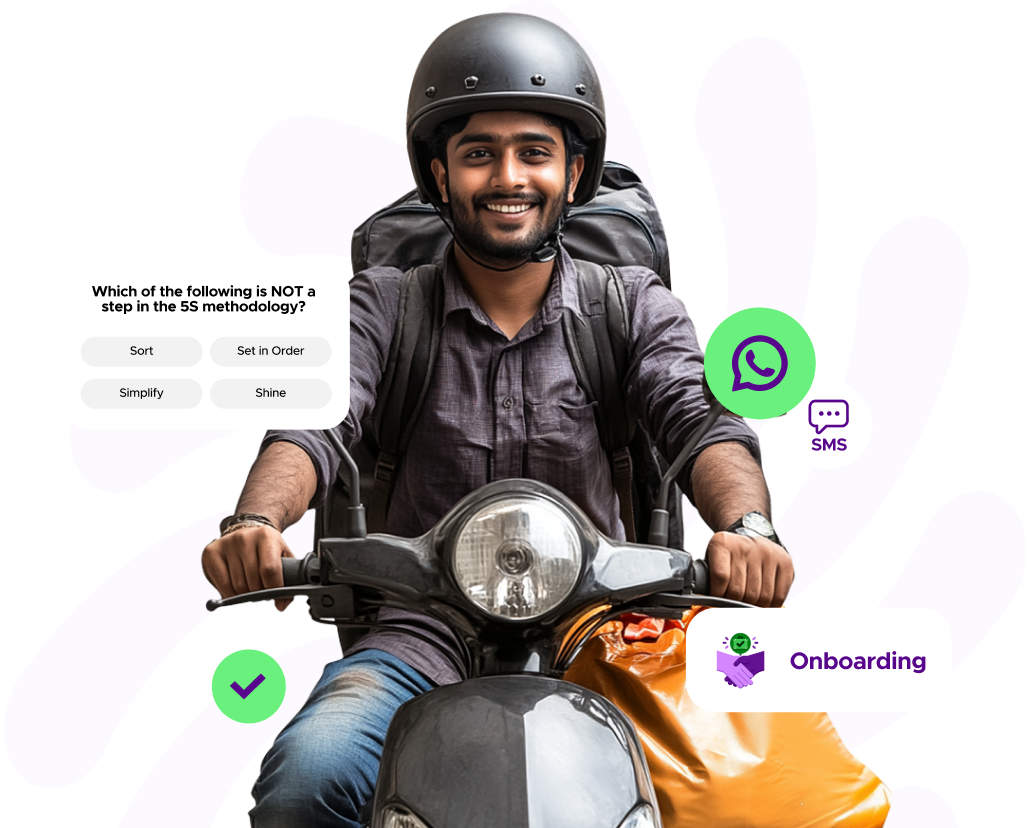 Which of the following is NOT a
step in the 5S methodology?
Sort
Set in Order
Simplify
Shine
SMS
Onboarding